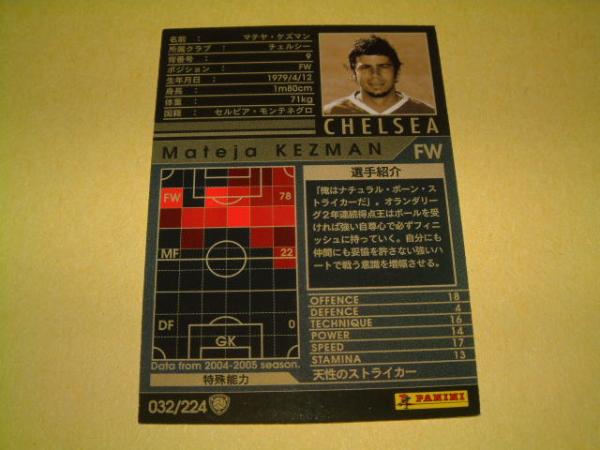 名前 : マテヤ・ケズマン
所属クラブ : チェルシー
背番号 : 9
ポジション : FW
生年月日 : 1979/4/12
身長 : 1m80cm
体重 : 71kg
国籍 : セルビア・モンテネグロ
CHELSEA
Mateja KEZMAN FW
選手紹介
「俺はナチュラル・ボーン・ス
トライカーだ」。オランダリー
グ2年連続得点王はボールを受
ければ強い自尊心で必ずフィニ
ッシュに持っていく。自分にも
仲間にも妥協を許さない強いハ
ートで戦う意識を増幅させる。
FW 78
MF 22
DF 0
GK
Data from 2004-2005 season.
OFFENCE 18
DEFENCE 4
TECHNIQUE 16
POWER 14
SPEED 17
STAMINA 13
特殊能力 天性のストライカー
032/224
PANINI